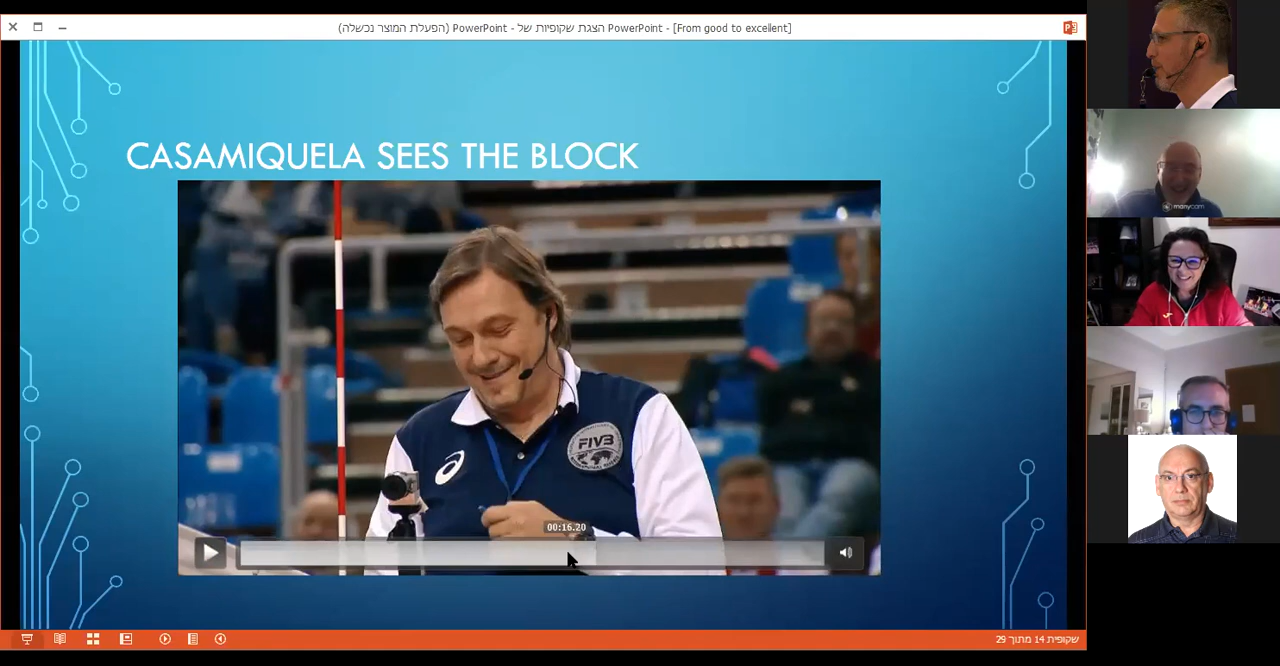 [From good to excellent] - PowerPoint הצגת שקופיות של - PowerPoint (הפעלת המוצר נכשלה)
CASAMIQUELA SEES THE BLOCK
FIVB
00:16.20
manycam
שקופית 14 מתוך 29